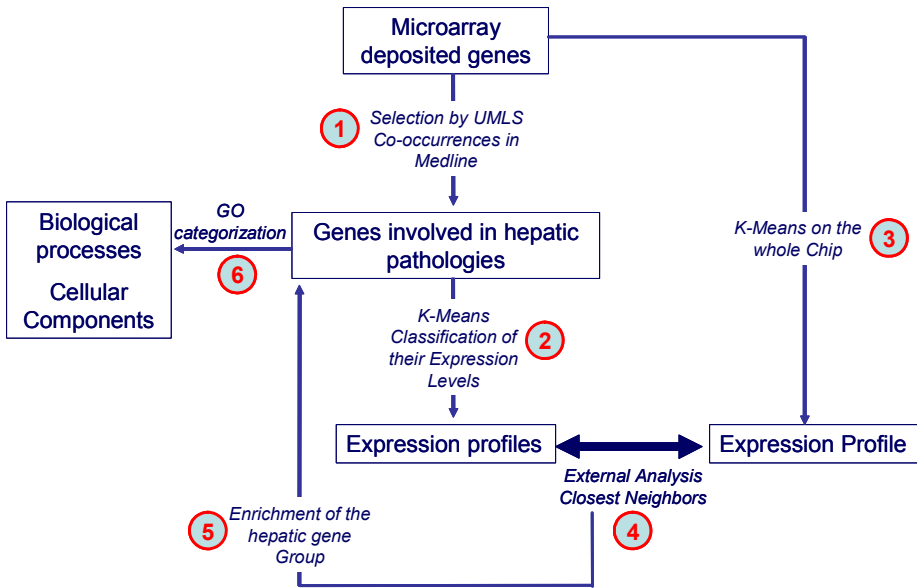 Microarray
deposited genes
1
Selection by UMLS
Co-occurrences in
Medline
GO
categorization
6
Biological
processes
Cellular
Components
Genes involved in hepatic
pathologies
K-Means on the
whole Chip
3
K-Means
Classification of
their Expression
Levels
2
Expression profiles
Expression Profile
External Analysis
Closest Neighbors
4
5
Enrichment of the
hepatic gene
Group